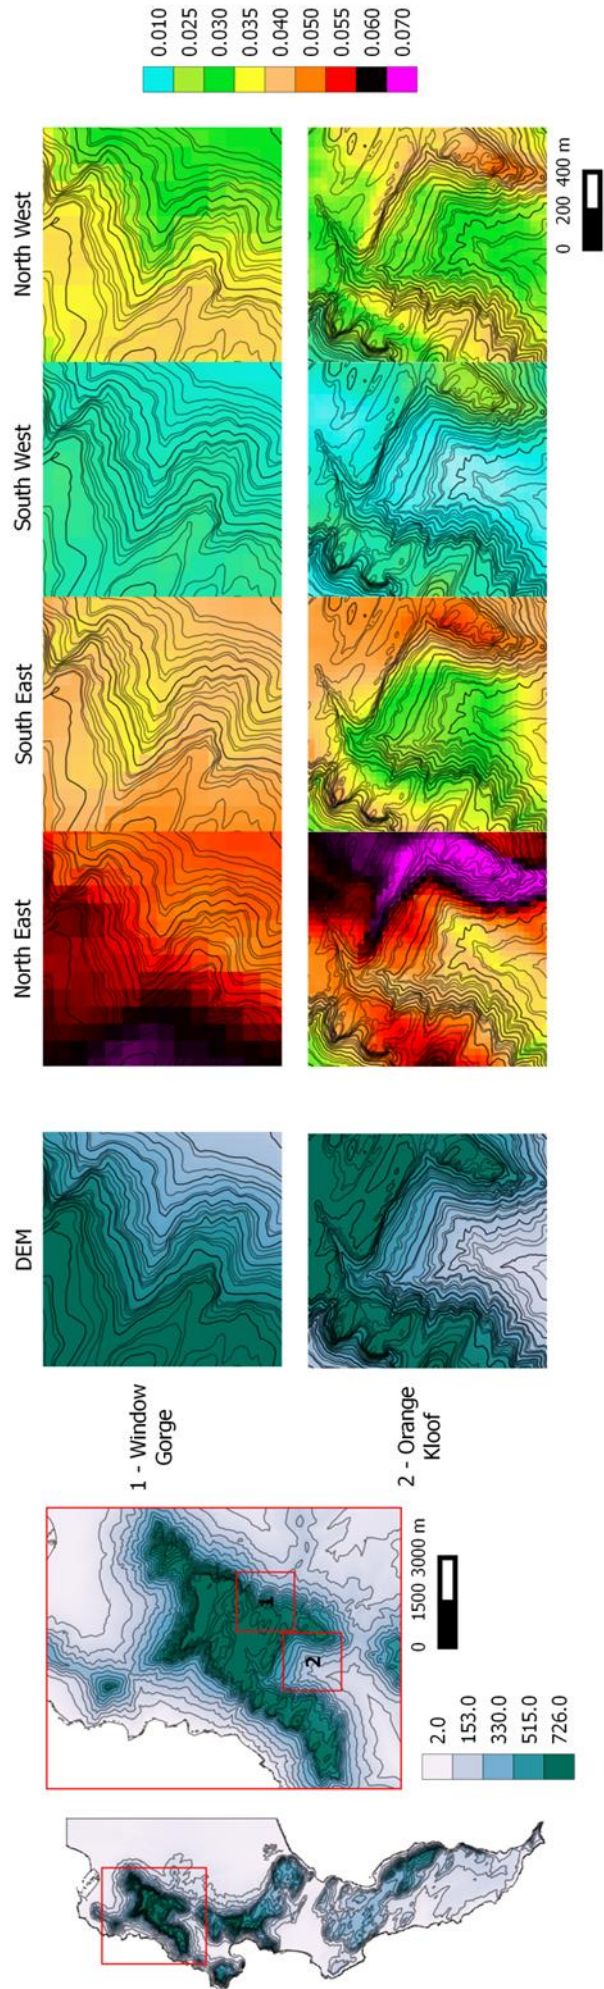 2.0
153.0
330.0
515.0
726.0
0 1500 3000 m
1
2
1 - Window
Gorge
2 - Orange
Kloof
DEM
North East
South East
South West
North West
0 200 400 m
0.010
0.025
0.030
0.035
0.040
0.050
0.055
0.060
0.070